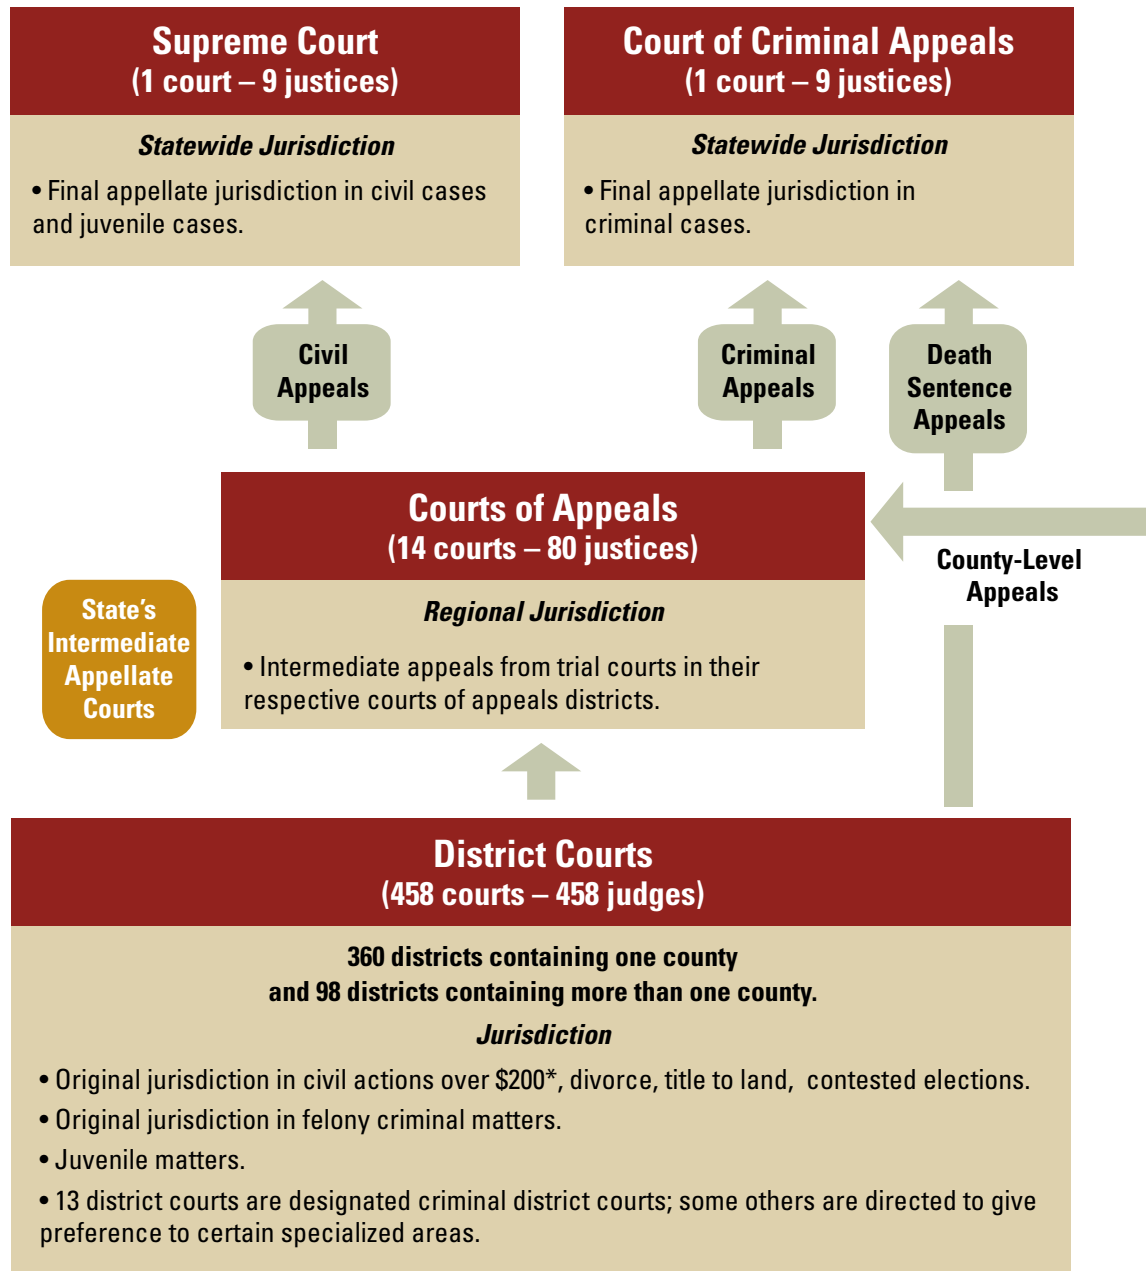 Supreme Court
(1 court – 9 justices)
Statewide Jurisdiction
• Final appellate jurisdiction in civil cases
and juvenile cases.
Court of Criminal Appeals
(1 court – 9 justices)
Statewide Jurisdiction
• Final appellate jurisdiction in
criminal cases.
Civil
Appeals
Criminal
Appeals
Death
Sentence
Appeals
Courts of Appeals
(14 courts – 80 justices)
Regional Jurisdiction
• Intermediate appeals from trial courts in their
respective courts of appeals districts.
County-Level
Appeals
State’s
Intermediate
Appellate
Courts
District Courts
(458 courts – 458 judges)
360 districts containing one county
and 98 districts containing more than one county.
Jurisdiction
• Original jurisdiction in civil actions over $200*, divorce, title to land, contested elections.
• Original jurisdiction in felony criminal matters.
• Juvenile matters.
• 13 district courts are designated criminal district courts; some others are directed to give
preference to certain specialized areas.